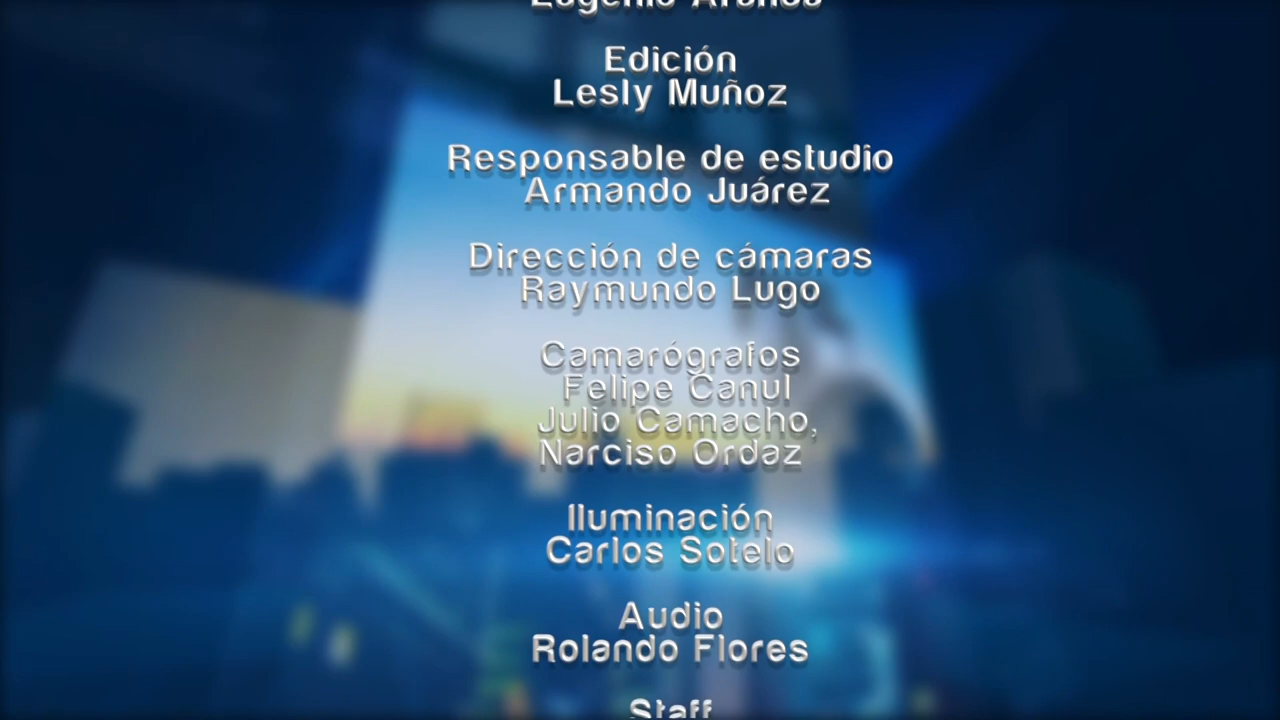 Edición
Lesly Muñoz
Responsable de estudio
Armando Juárez
Dirección de cámaras
Raymundo Lugo
Camarógrafos
Felipe Canul
Julio Camacho,
Narciso Ordaz
Iluminación
Carlos Sotelo
Audio
Rolando Flores
Staff